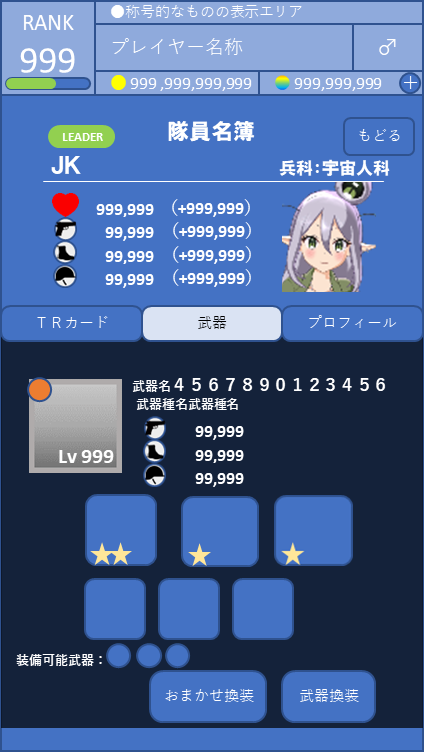 RANK
●称号的なものの表示エリア
999
プレイヤー名称 ♂
999 ,999,999,999 999,999,999 +
LEADER
隊員名簿
もどる
JK
兵科:宇宙人科
999,999 (+999,999)
99,999 (+999,999)
99,999 (+999,999)
99,999 (+999,999)
TRカード 武器 プロフィール
武器名4 5 6 7 8 9 0 1 2 3 4 5 6
武器種名武器種名
99,999
99,999
99,999
Lv 999
装備可能武器:
おまかせ換装 武器換装